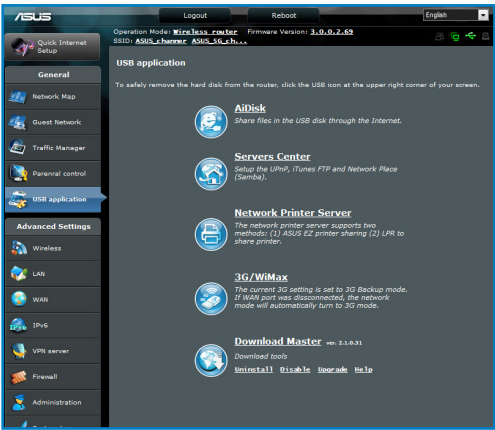 ASUS
Logout
Reboot
English
Operation Mode: Wireless router Firmware Version: 3.0.0.2.69
SSID: ASUS_channer ASUS_5G_ch...
Quick Internet
Setup
General
Network Map
Guest Network
Traffic Manager
Parenral control
USB application
Advanced Settings
Wireless
LAN
WAN
IPv6
VPN server
Firewall
Administration
USB application
To safely remove the hard disk from the router, click the USB icon at the upper right corner of your screen.
AiDisk
Share files in the USB disk through the Internet.
Servers Center
Setup the UPnP, iTunes FTP and Network Place
(Samba).
Network Printer Server
The network printer server supports two
methods: (1) ASUS EZ printer sharing (2) LPR to
share printer.
3G/WiMax
The current 3G setting is set to 3G Backup mode.
If WAN port was dissconnected, the network
mode will automatically turn to 3G mode.
Download Master ver. 2.1.0.31
Download tools
Uninstall Disable Upgrade Help